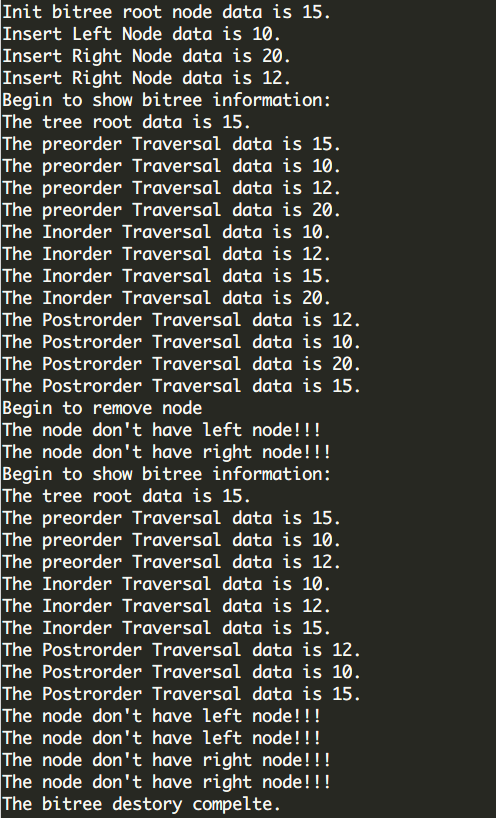 Init bitree root node data is 15.
Insert Left Node data is 10.
Insert Right Node data is 20.
Insert Right Node data is 12.
Begin to show bitree information:
The tree root data is 15.
The preorder Traversal data is 15.
The preorder Traversal data is 10.
The preorder Traversal data is 12.
The preorder Traversal data is 20.
The Inorder Traversal data is 10.
The Inorder Traversal data is 12.
The Inorder Traversal data is 15.
The Inorder Traversal data is 20.
The Postrorder Traversal data is 12.
The Postrorder Traversal data is 10.
The Postrorder Traversal data is 20.
The Postrorder Traversal data is 15.
Begin to remove node
The node don't have left node!!!
The node don't have right node!!!
Begin to show bitree information:
The tree root data is 15.
The preorder Traversal data is 15.
The preorder Traversal data is 10.
The preorder Traversal data is 12.
The Inorder Traversal data is 10.
The Inorder Traversal data is 12.
The Inorder Traversal data is 15.
The Postrorder Traversal data is 12.
The Postrorder Traversal data is 10.
The Postrorder Traversal data is 15.
The node don't have left node!!!
The node don't have left node!!!
The node don't have right node!!!
The node don't have right node!!!
The bitree destory compelte.